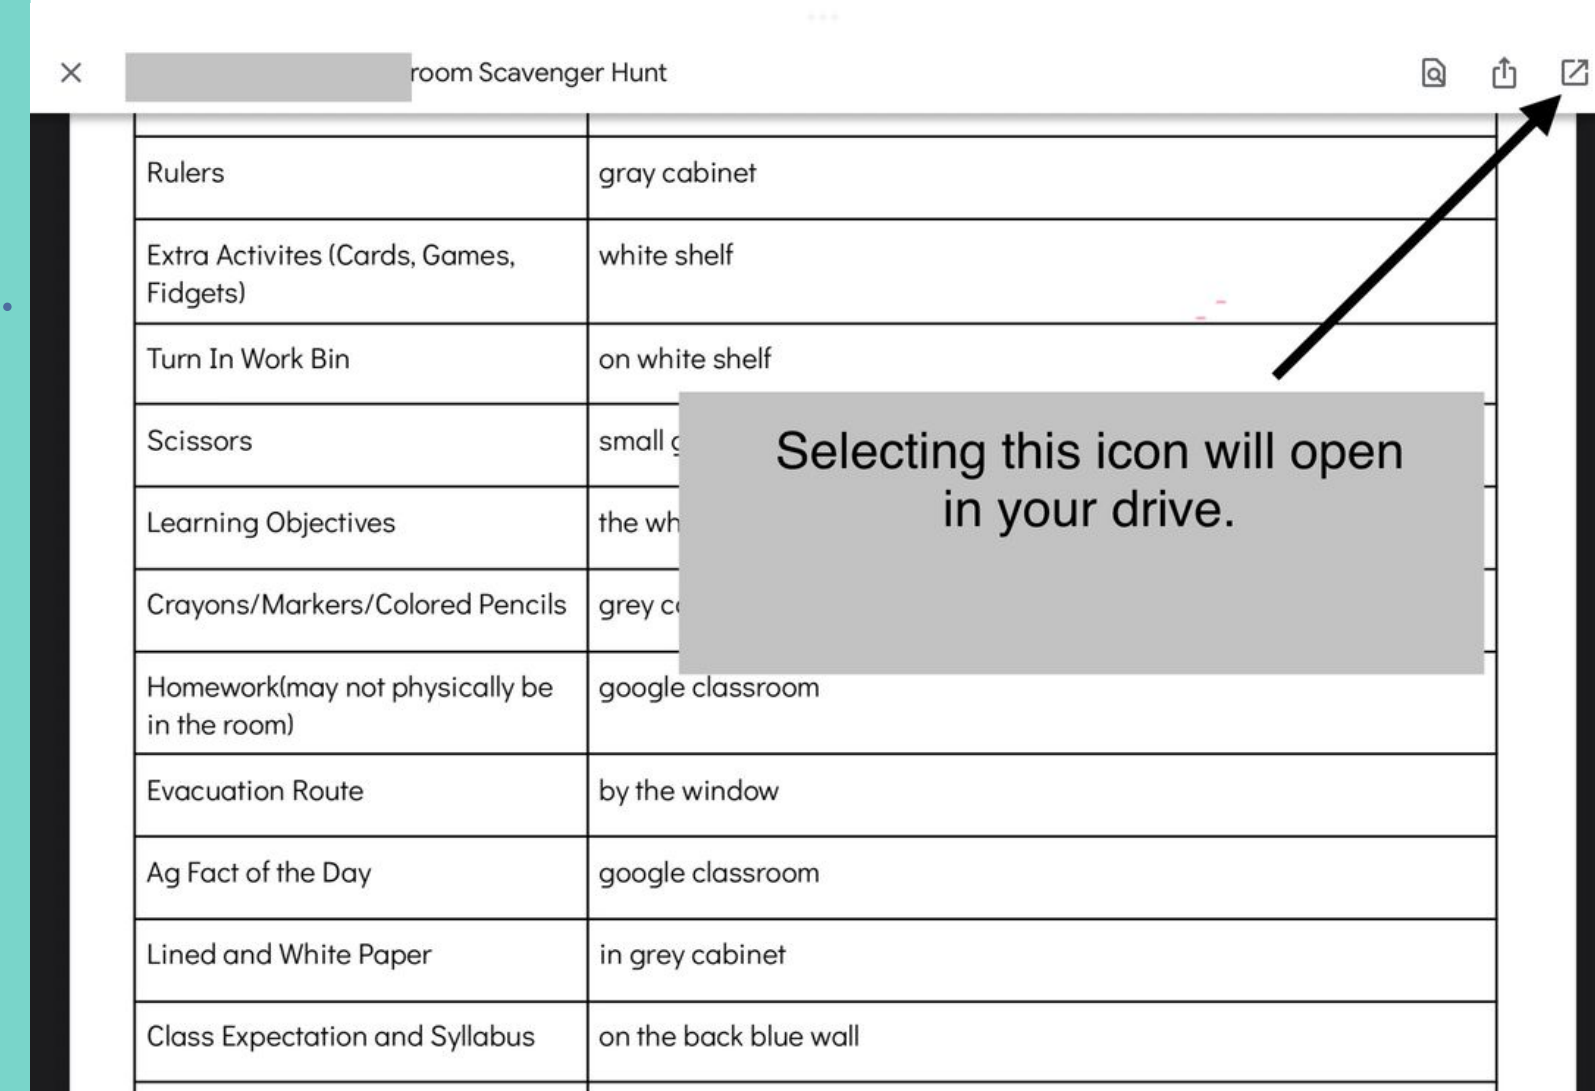 room Scavenger Hunt
Rulers gray cabinet
Extra Activites (Cards, Games, white shelf
Fidgets)
Turn In Work Bin on white shelf
Scissors small
Learning Objectives the
Crayons/Markers/Colored Pencils grey
Homework(may not physically be google classroom
in the room)
Evacuation Route by the window
Ag Fact of the Day google classroom
Lined and White Paper in grey cabinet
Class Expectation and Syllabus on the back blue wall
Selecting this icon will open
in your drive.